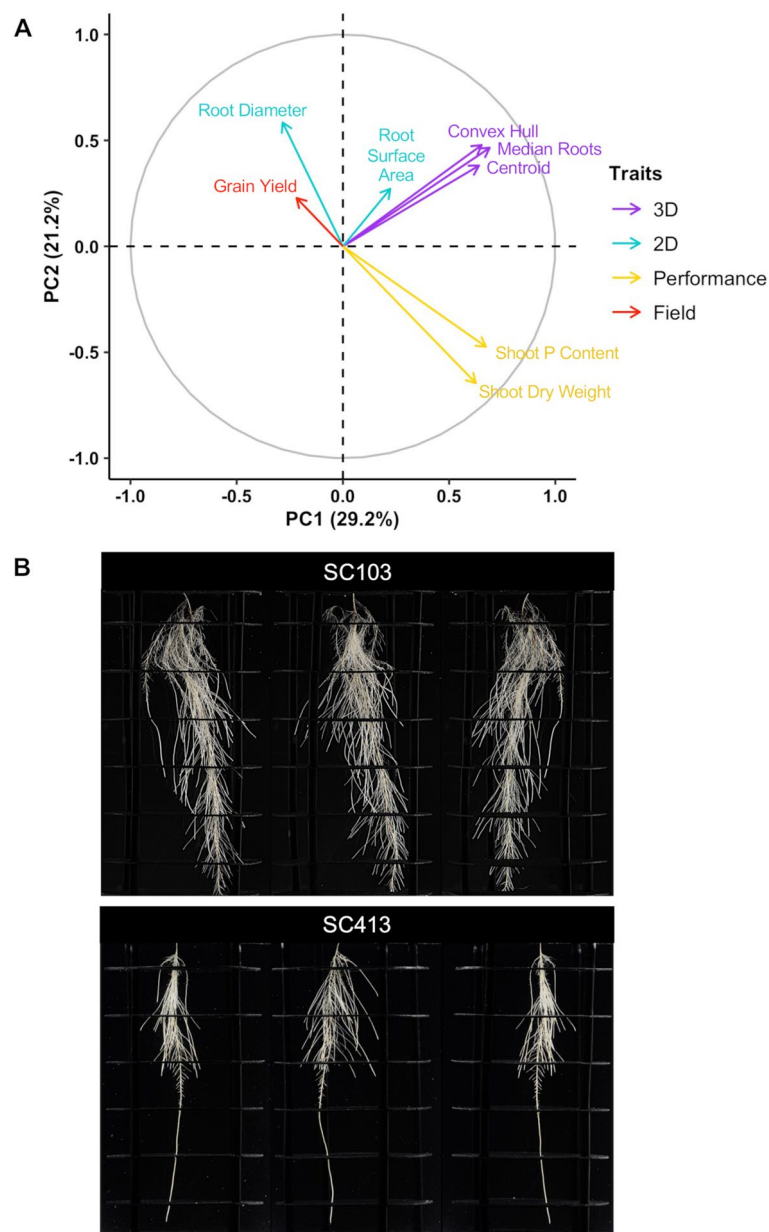 A
1.0
0.5
0.0
-0.5
-1.0
PC2 (21.2%)
Root Diameter
Grain Yield
Root
Surface
Area
Convex Hull
Median Roots
Centroid
Shoot P Content
Shoot Dry Weight
-1.0
-0.5
0.0
0.5
1.0
PC1 (29.2%)
Traits
3D
2D
Performance
Field
B
SC103
SC413